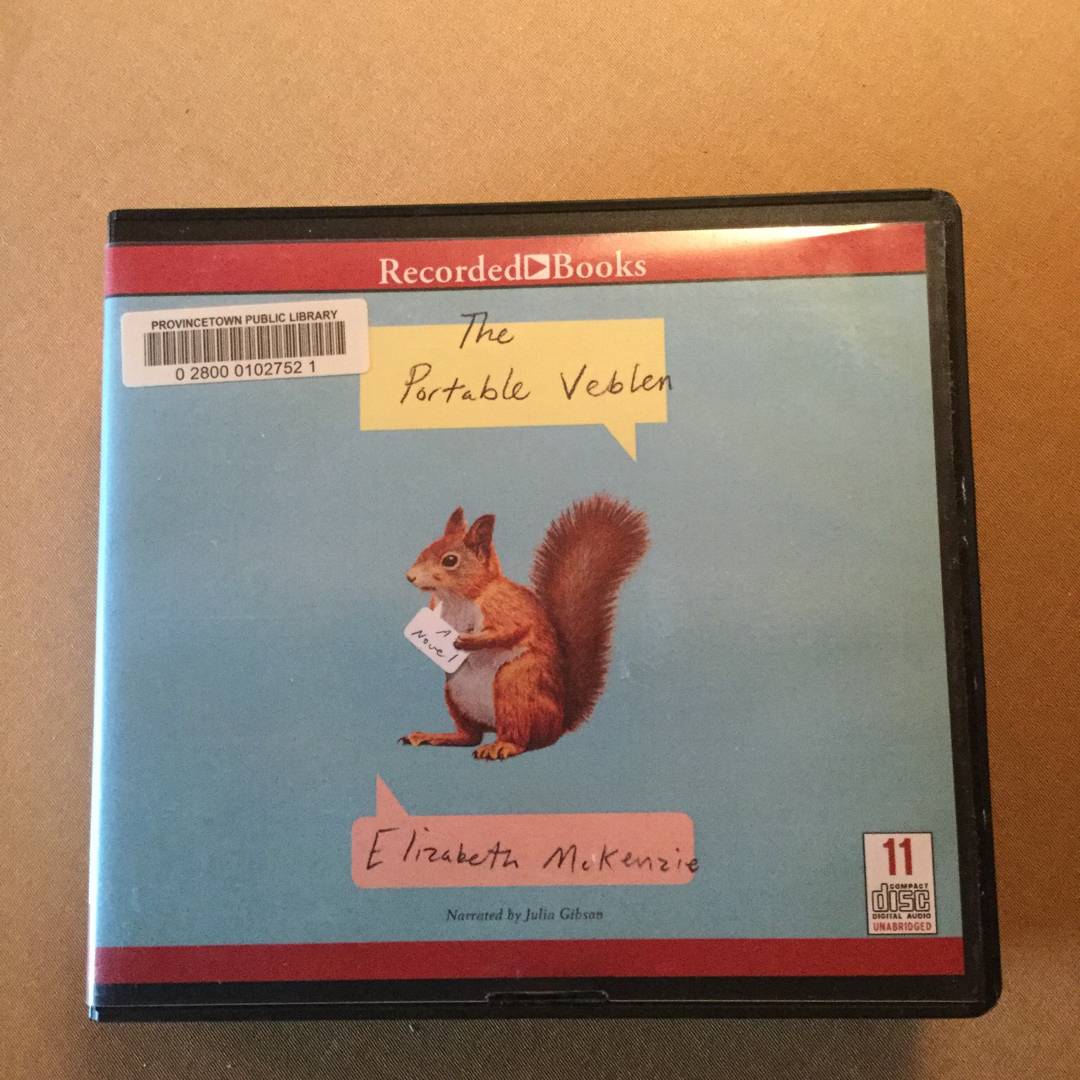 Recorded Books
PROVINCETOWN PUBLIC LIBRARY
0 2800 0102752 1
The
Portable Veblen
A
Novel
Elizabeth McKenzie
Narrated by Julia Gibson
11
COMPACT
disc
DIGITAL AUDIO
UNABRIDGED